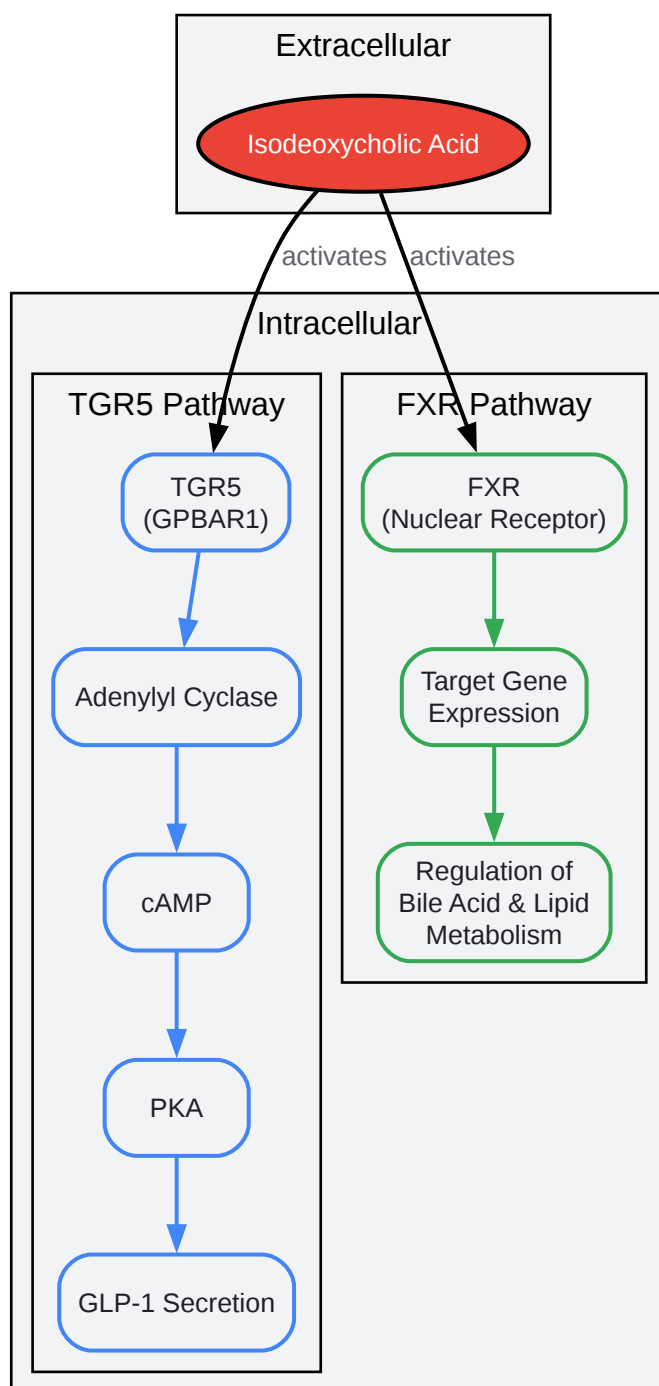 Extracellular
Isodeoxycholic Acid
activates
activates
Intracellular
TGR5 Pathway
TGR5
(GPBAR1)
Adenylyl Cyclase
cAMP
PKA
GLP-1 Secretion
FXR Pathway
FXR
(Nuclear Receptor)
Target Gene
Expression
Regulation of
Bile Acid & Lipid
Metabolism